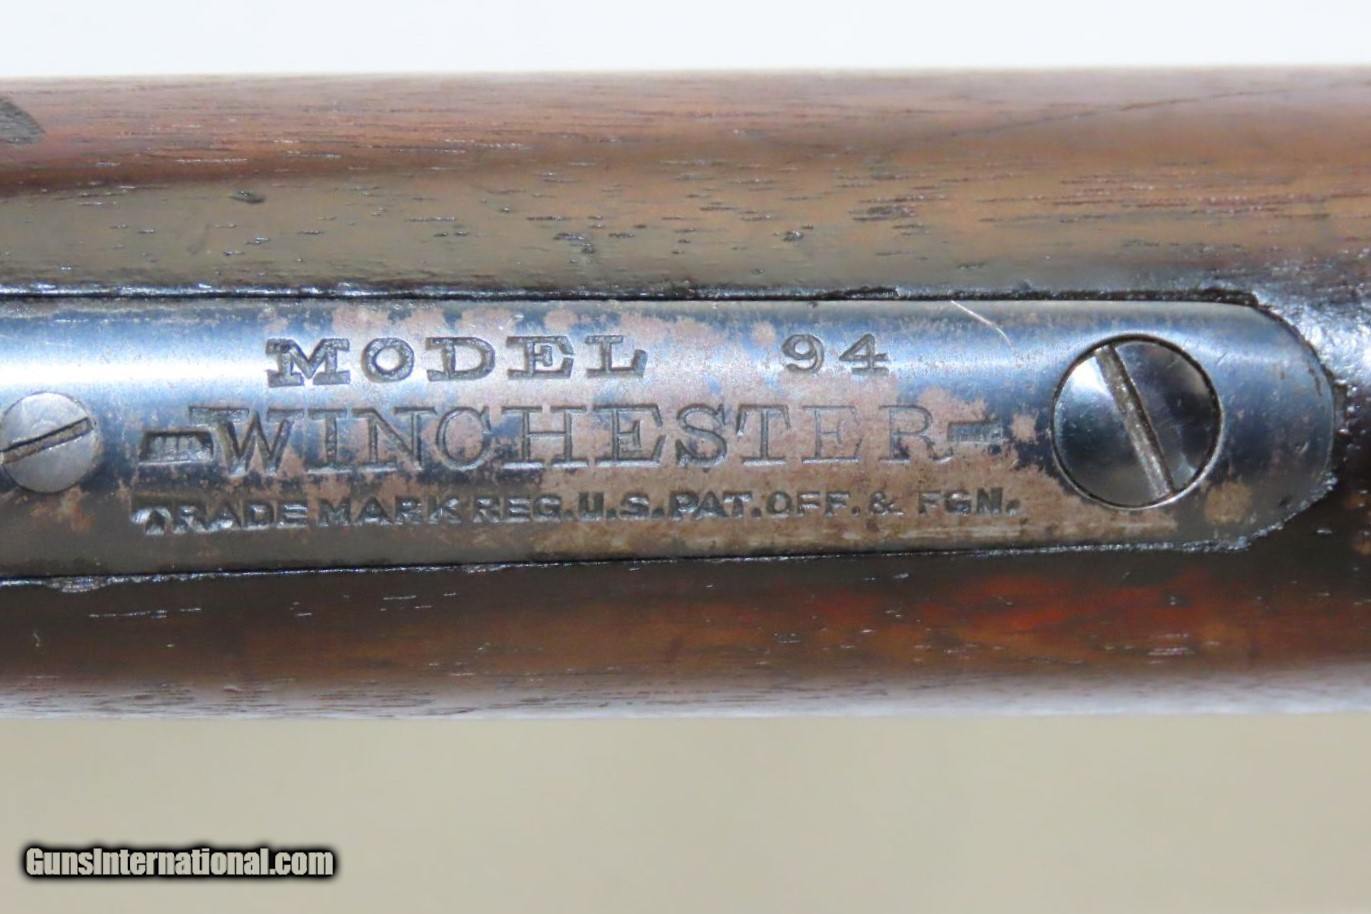 MODEL 94
WINCHESTER
TRADE MARK REG. U.S. PAT. OFF. & FGN.
GunsInternational.com